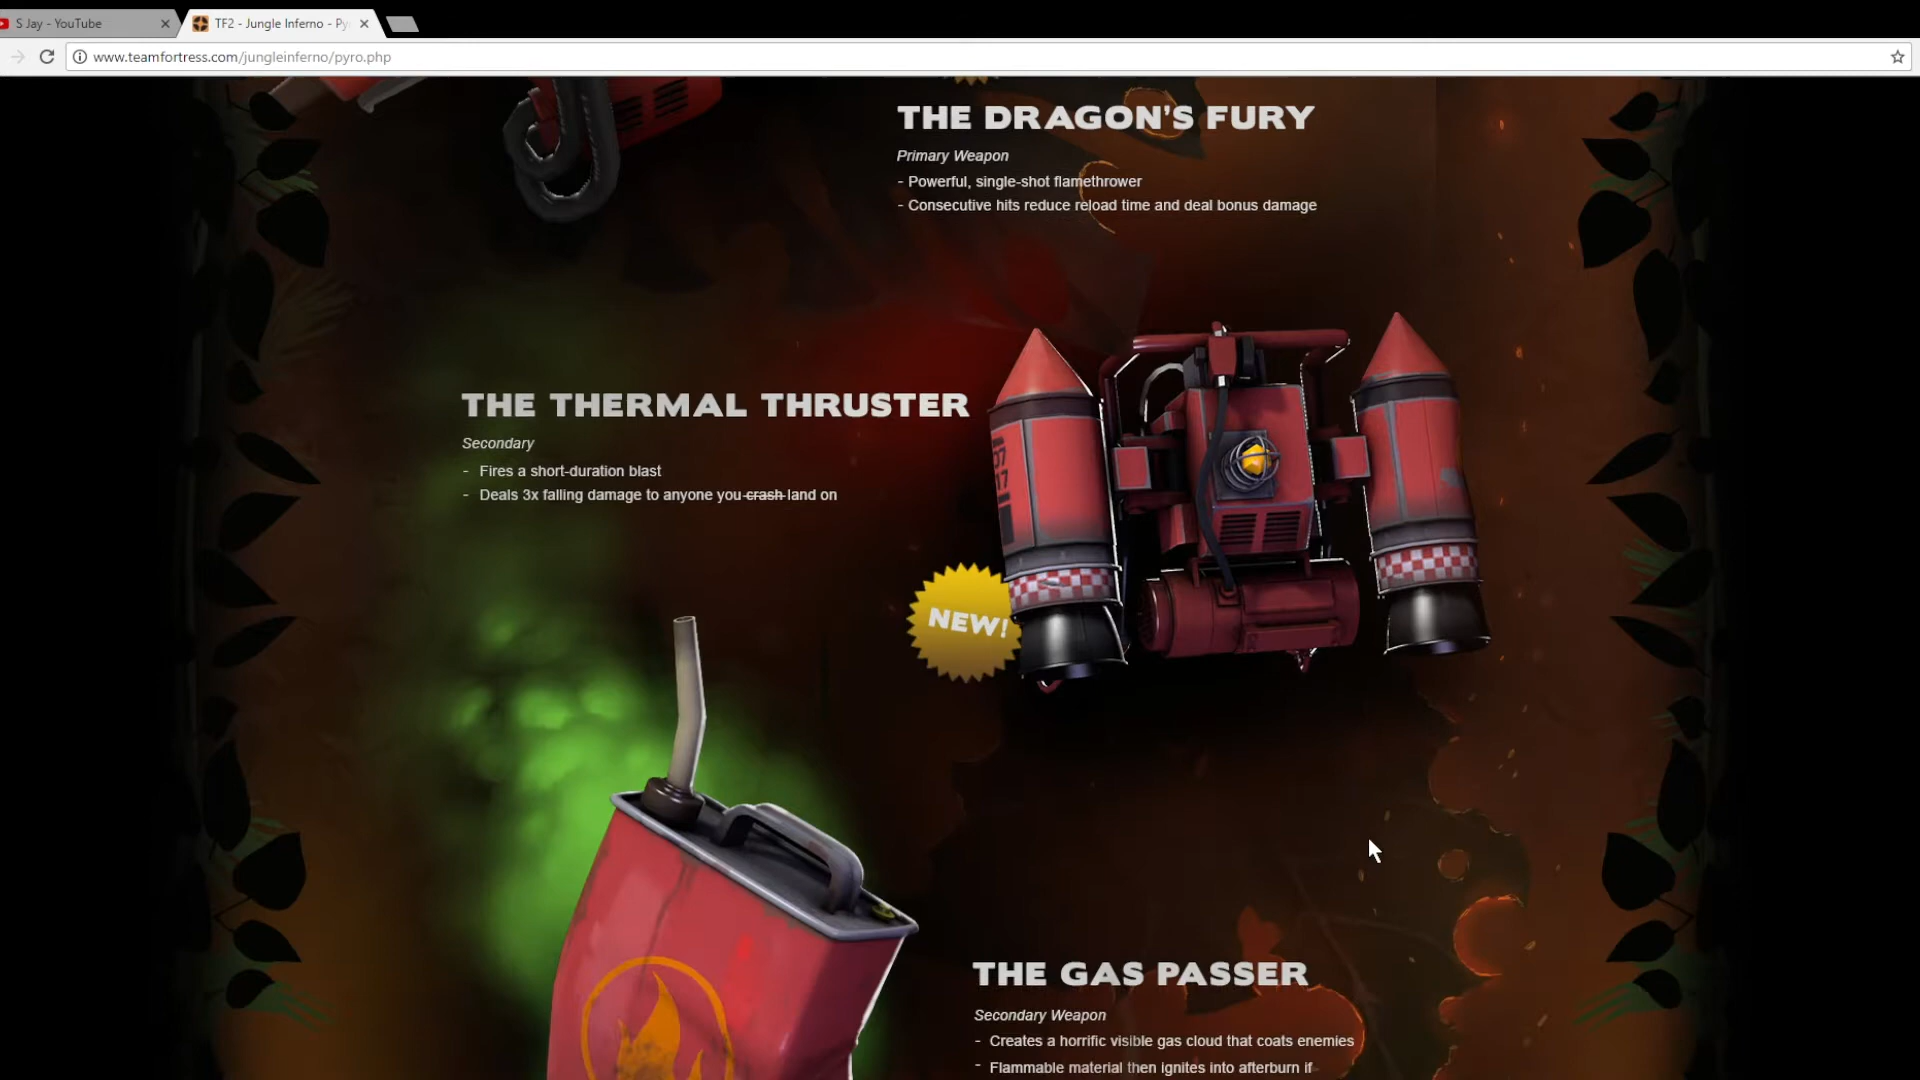 S Jay - YouTube
TF2 - Jungle Inferno - Py
www.teamfortress.com/jungleinferno/pyro.php
THE DRAGON'S FURY
Primary Weapon
- Powerful, single-shot flamethrower
- Consecutive hits reduce reload time and deal bonus damage
THE THERMAL THRUSTER
Secondary
- Fires a short-duration blast
- Deals 3x falling damage to anyone you crash land on
NEW!
THE GAS PASSER
Secondary Weapon
- Creates a horrific visible gas cloud that coats enemies
- Flammable material then ignites into afterburn if